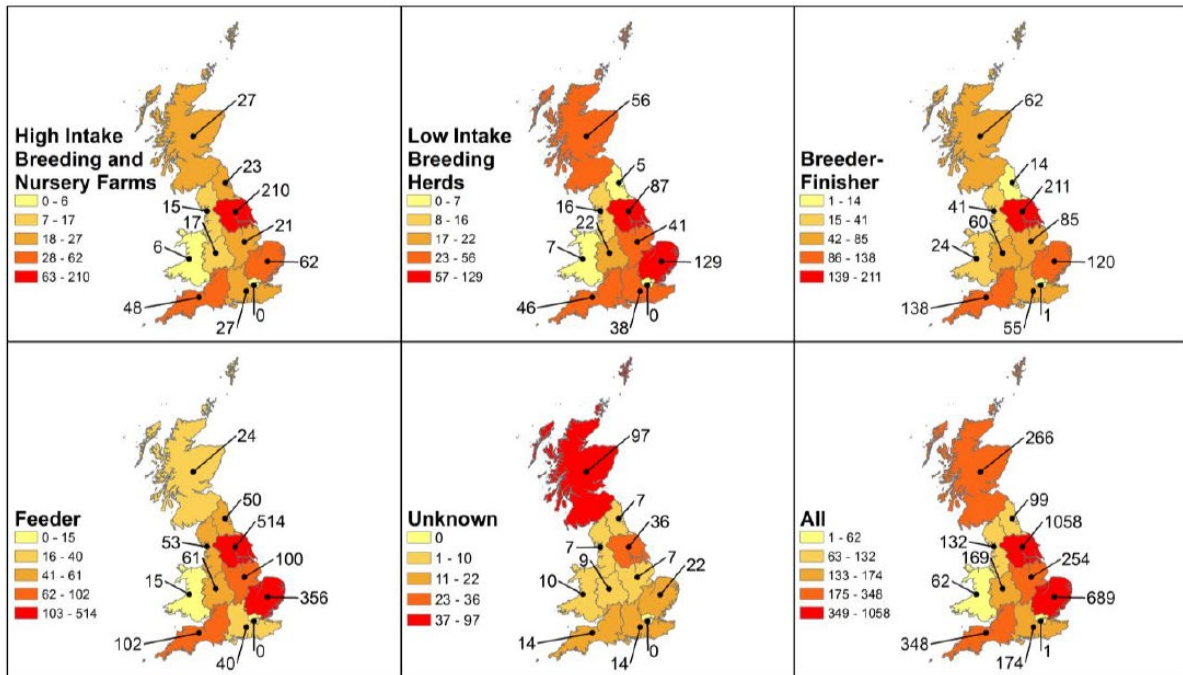 High Intake
Breeding and
Nursery Farms
0 - 6
7 - 17
18 - 27
28 - 62
63 - 210
27
23
210
15
17
21
6
62
48
27
0
Low Intake
Breeding
Herds
0 - 7
8 - 16
17 - 22
23 - 56
57 - 129
56
5
87
16
22
41
7
129
46
38
0
Breeder-
Finisher
1 - 14
15 - 41
42 - 85
86 - 138
139 - 211
62
14
211
41
60
85
24
120
138
55
1
Feeder
0 - 15
16 - 40
41 - 61
62 - 102
103 - 514
24
50
514
53
61
100
15
356
102
40
0
Unknown
0
1 - 10
11 - 22
23 - 36
37 - 97
97
7
36
7
9
7
22
10
14
14
0
All
1 - 62
63 - 132
133 - 174
175 - 348
349 - 1058
266
99
1058
132
169
254
62
689
348
174
1